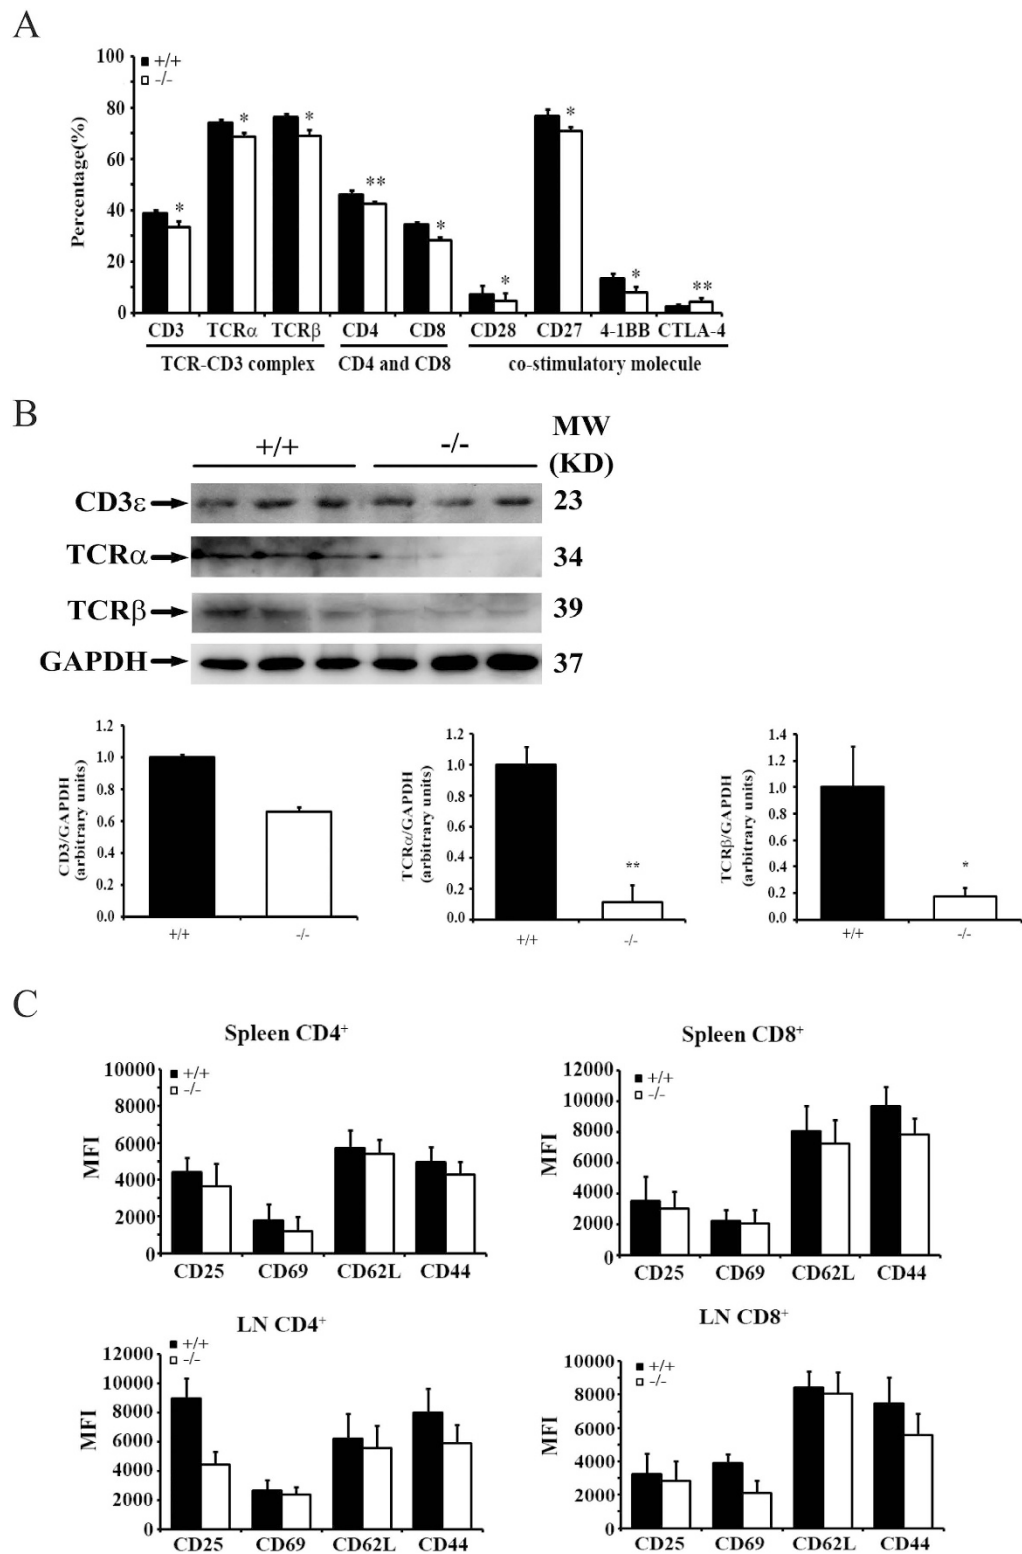 A
+/+
-/-
Percentage(%)
100
80
60
40
20
0
* * * ** * * * * **
CD3 TCRα TCRβ CD4 CD8 CD28 CD27 4-1BB CTLA-4
TCR-CD3 complex CD4 and CD8 co-stimulatory molecule
B
+/+ -/- MW
(KD)
CD3ε 23
TCRα 34
TCRβ 39
GAPDH 37
CD3/GAPDH
(arbitrary units)
1.2
1.0
0.8
0.6
0.4
0.2
0.0
+/+ -/-
TCRα/GAPDH
(arbitrary units)
1.2
1.0
0.8
0.6
0.4
0.2
0.0
**
+/+ -/-
TCRβ/GAPDH
(arbitrary units)
1.4
1.2
1.0
0.8
0.6
0.4
0.2
0.0
*
+/+ -/-
C
Spleen CD4+
+/+
-/-
MFI
10000
8000
6000
4000
2000
0
CD25 CD69 CD62L CD44
Spleen CD8+
+/+
-/-
MFI
12000
10000
8000
6000
4000
2000
0
CD25 CD69 CD62L CD44
LN CD4+
+/+
-/-
MFI
12000
10000
8000
6000
4000
2000
0
CD25 CD69 CD62L CD44
LN CD8+
+/+
-/-
MFI
10000
8000
6000
4000
2000
0
CD25 CD69 CD62L CD44